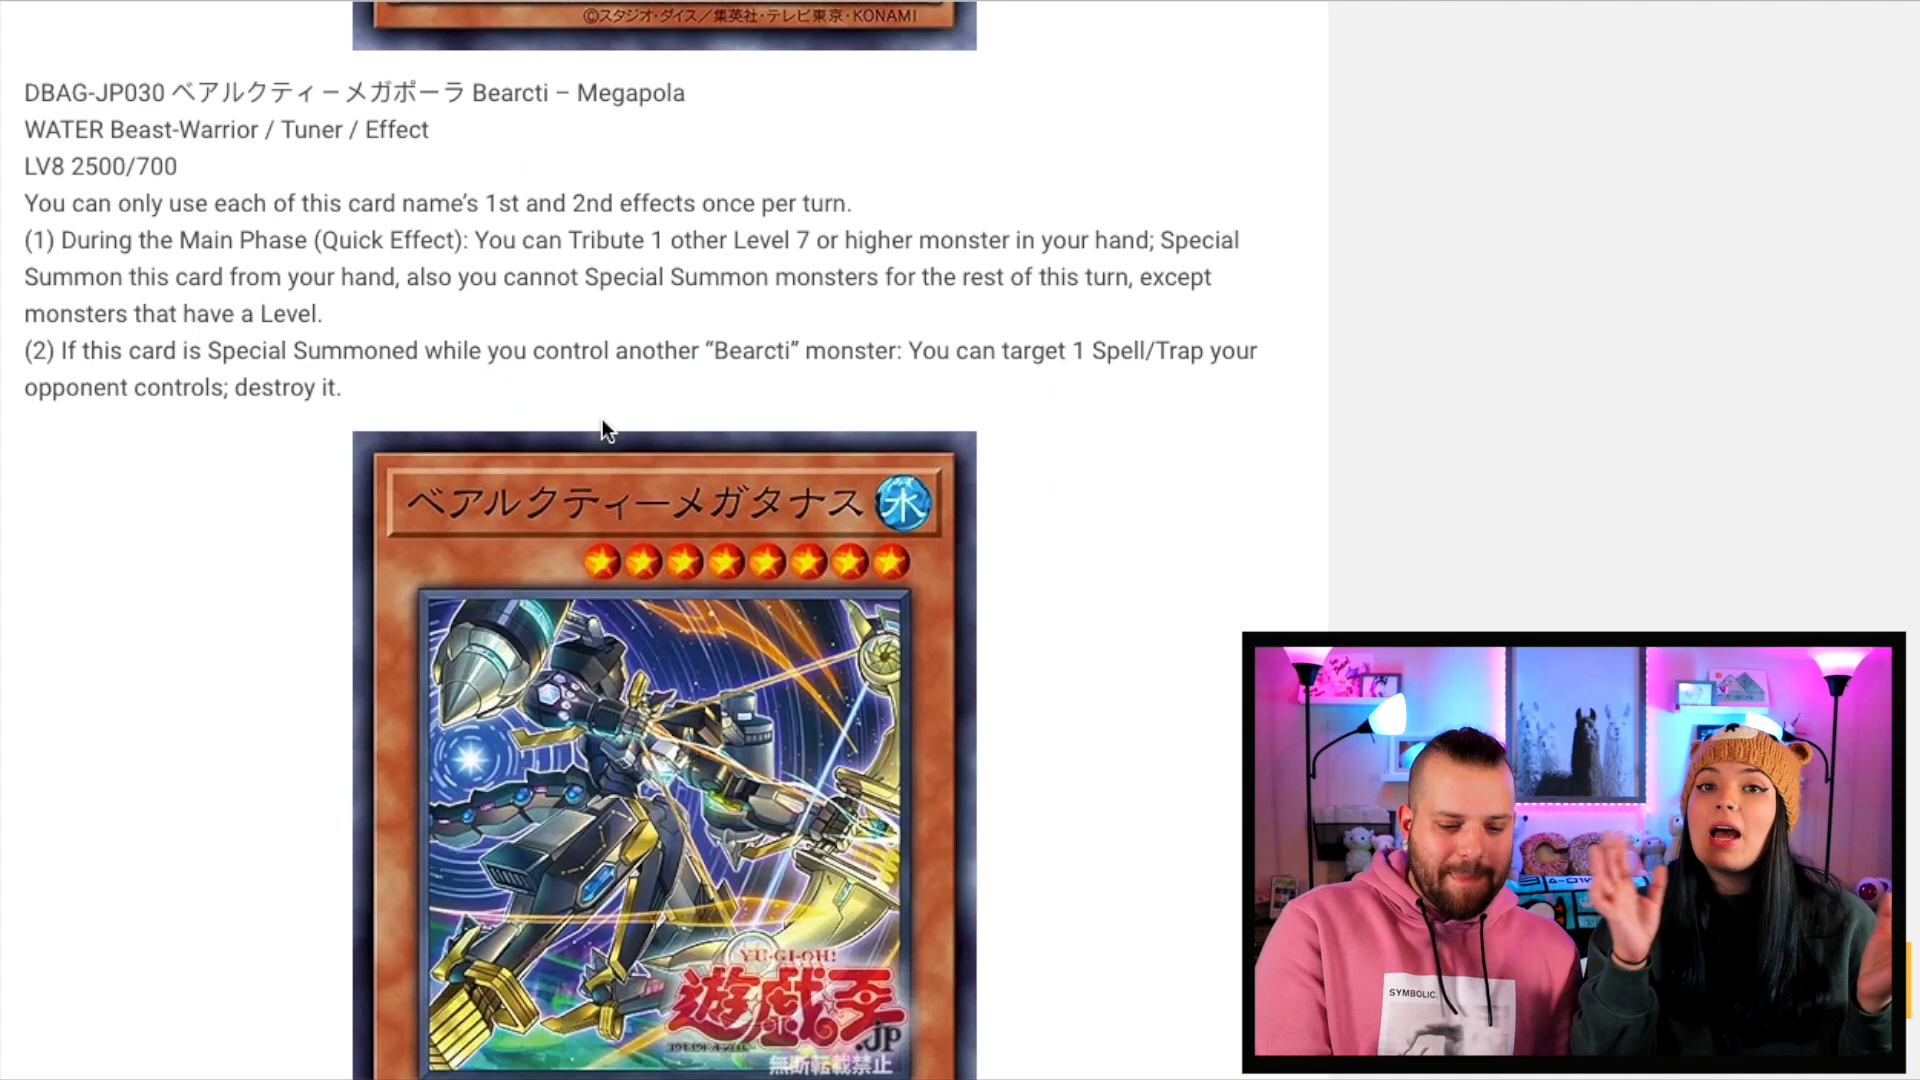 ©スタジオ・ダイス／集英社・テレビ東京・KONAMI
DBAG-JP030 ベアルクティ－メガポーラ Bearcti – Megapola
WATER Beast-Warrior / Tuner / Effect
LV8 2500/700
You can only use each of this card name’s 1st and 2nd effects once per turn.
(1) During the Main Phase (Quick Effect): You can Tribute 1 other Level 7 or higher monster in your hand; Special
Summon this card from your hand, also you cannot Special Summon monsters for the rest of this turn, except
monsters that have a Level.
(2) If this card is Special Summoned while you control another “Bearcti” monster: You can target 1 Spell/Trap your
opponent controls; destroy it.
ベアルクティーメガタナス
水
YU-GI-OH!
遊戯王
.JP
無断転載禁止
SYMBOLIC.